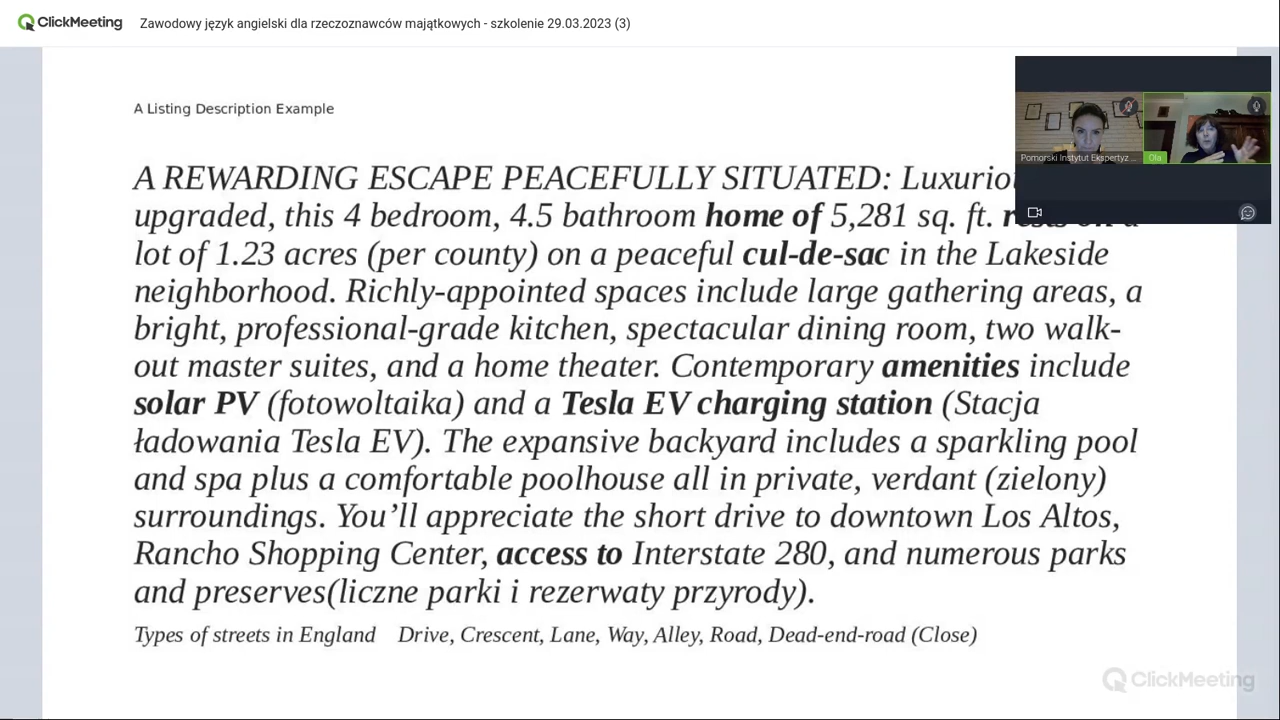 ClickMeeting Zawodowy język angielski dla rzeczoznawców majątkowych - szkolenie 29.03.2023 (3)
A Listing Description Example
A REWARDING ESCAPE PEACEFULLY SITUATED:
upgraded, this 4 bedroom, 4.5 bathroom home of 5,281 sq. ft.
lot of 1.23 acres (per county) on a peaceful cul-de-sac in the Lakeside
neighborhood. Richly-appointed spaces include large gathering areas, a
bright, professional-grade kitchen, spectacular dining room, two walk-
out master suites, and a home theater. Contemporary amenities include
solar PV (fotowoltaika) and a Tesla EV charging station (Stacja
ładowania Tesla EV). The expansive backyard includes a sparkling pool
and spa plus a comfortable poolhouse all in private, verdant (zielony)
surroundings. You’ll appreciate the short drive to downtown Los Altos,
Rancho Shopping Center, access to Interstate 280, and numerous parks
and preserves(liczne parki i rezerwaty przyrody).
Types of streets in England Drive, Crescent, Lane, Way, Alley, Road, Dead-end-road (Close)
Pomorski Instytut Ekspertyz ...
Ola
ClickMeeting